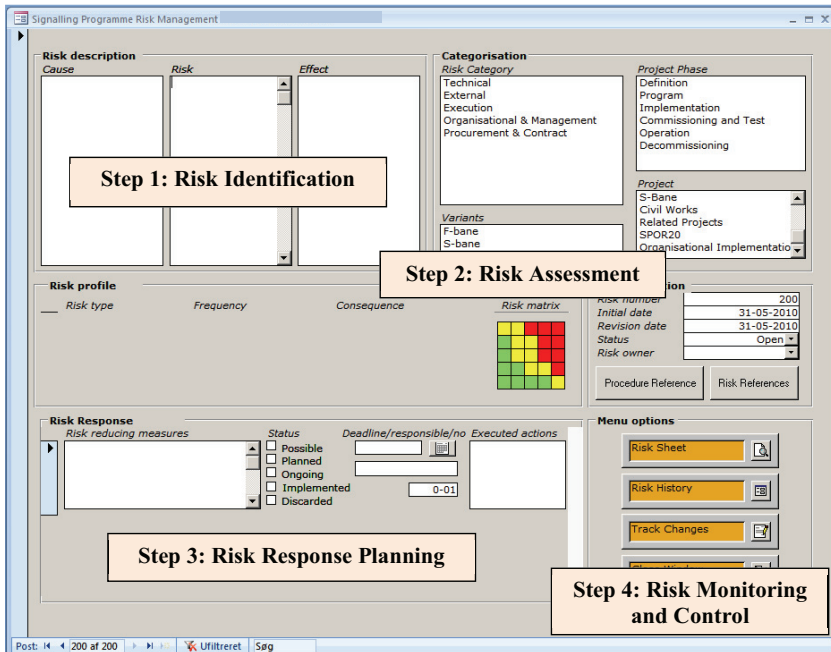 Signalling Programme Risk Management
Risk description
Cause
Risk
Effect
Step 1: Risk Identification
Categorisation
Risk Category
Technical
External
Execution
Organisational & Management
Procurement & Contract
Project Phase
Definition
Program
Implementation
Commissioning and Test
Operation
Decommissioning
Variants
F-bane
S-bane
Project
S-Bane
Civil Works
Related Projects
SPOR20
Organisational Implementatio
Step 2: Risk Assessment
Risk profile
Risk type
Frequency
Consequence
Risk matrix
Risk number 200
Initial date 31-05-2010
Revision date 31-05-2010
Status Open
Risk owner
Procedure Reference
Risk References
Risk Response
Risk reducing measures
Status
Possible
Planned
Ongoing
Implemented
Discarded
Deadline/responsible/no
0-01
Executed actions
Step 3: Risk Response Planning
Menu options
Risk Sheet
Risk History
Track Changes
Step 4: Risk Monitoring
and Control
Post: 200 af 200 Ufiltreret Søg